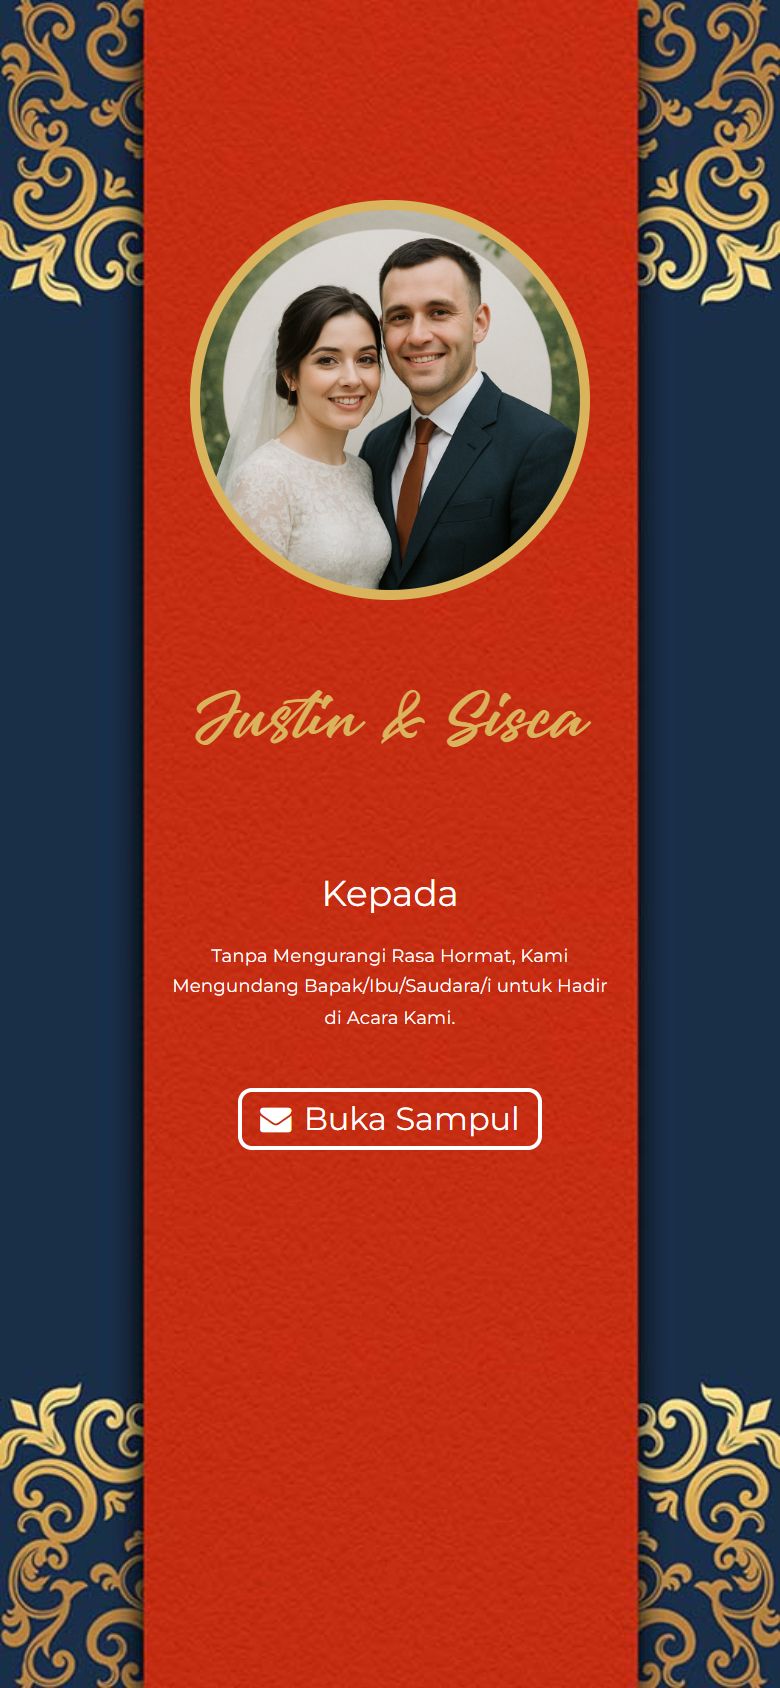 Justin & Sisca
Kepada
Tanpa Mengurangi Rasa Hormat, Kami
Mengundang Bapak/Ibu/Saudara/i untuk Hadir
di Acara Kami.
Buka Sampul